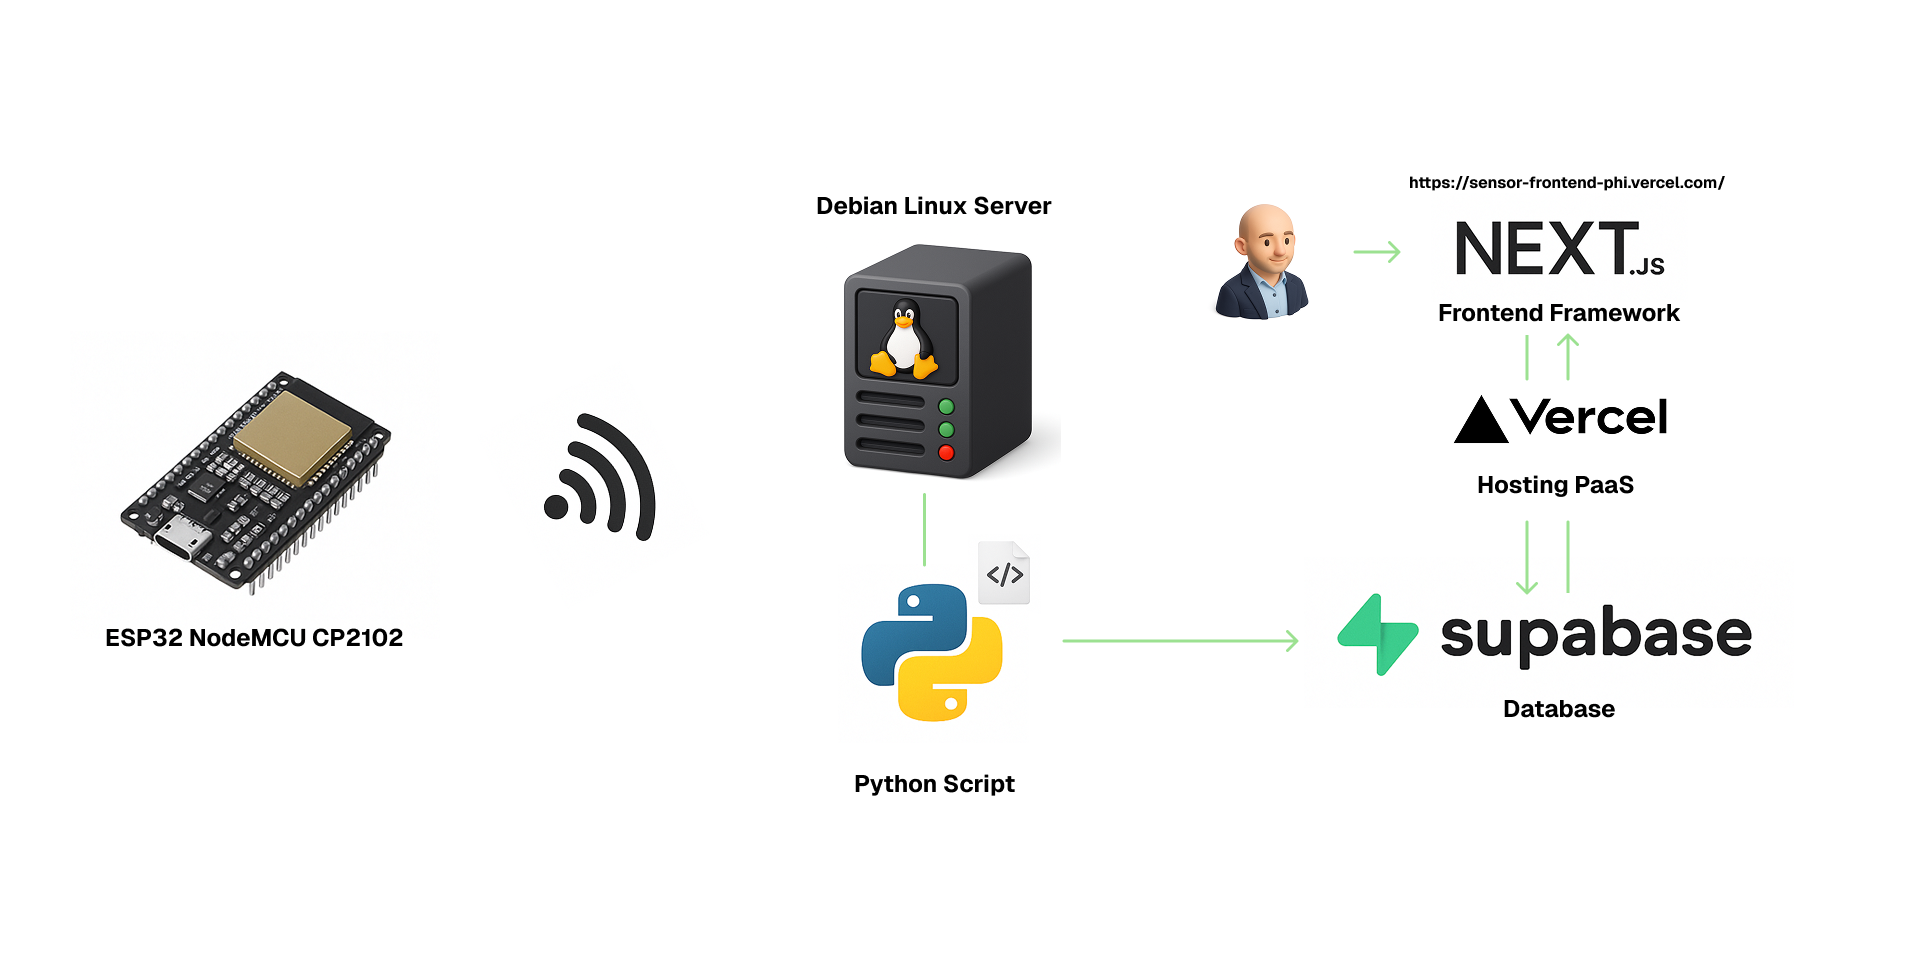 ESP32 NodeMCU CP2102
Debian Linux Server
</>
Python Script
https://sensor-frontend-phi.vercel.com/
NEXT.JS
Frontend Framework
Vercel
Hosting PaaS
supabase
Database